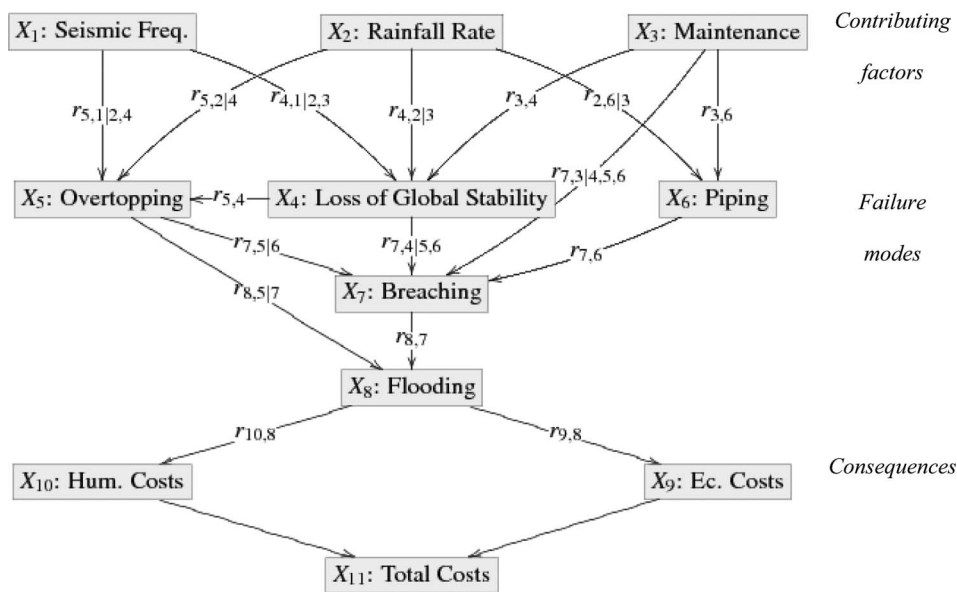 X1: Seismic Freq.
X2: Rainfall Rate
X3: Maintenance
Contributing
factors
r5,1|2,4
r5,2|4
r4,1|2,3
r4,2|3
r3,4
r2,6|3
r3,6
r7,3|4,5,6
X5: Overtopping
r5,4
X4: Loss of Global Stability
X6: Piping
Failure
modes
r7,5|6
r7,4|5,6
r7,6
X7: Breaching
r8,5|7
r8,7
X8: Flooding
r10,8
r9,8
X10: Hum. Costs
X9: Ec. Costs
Consequences
X11: Total Costs